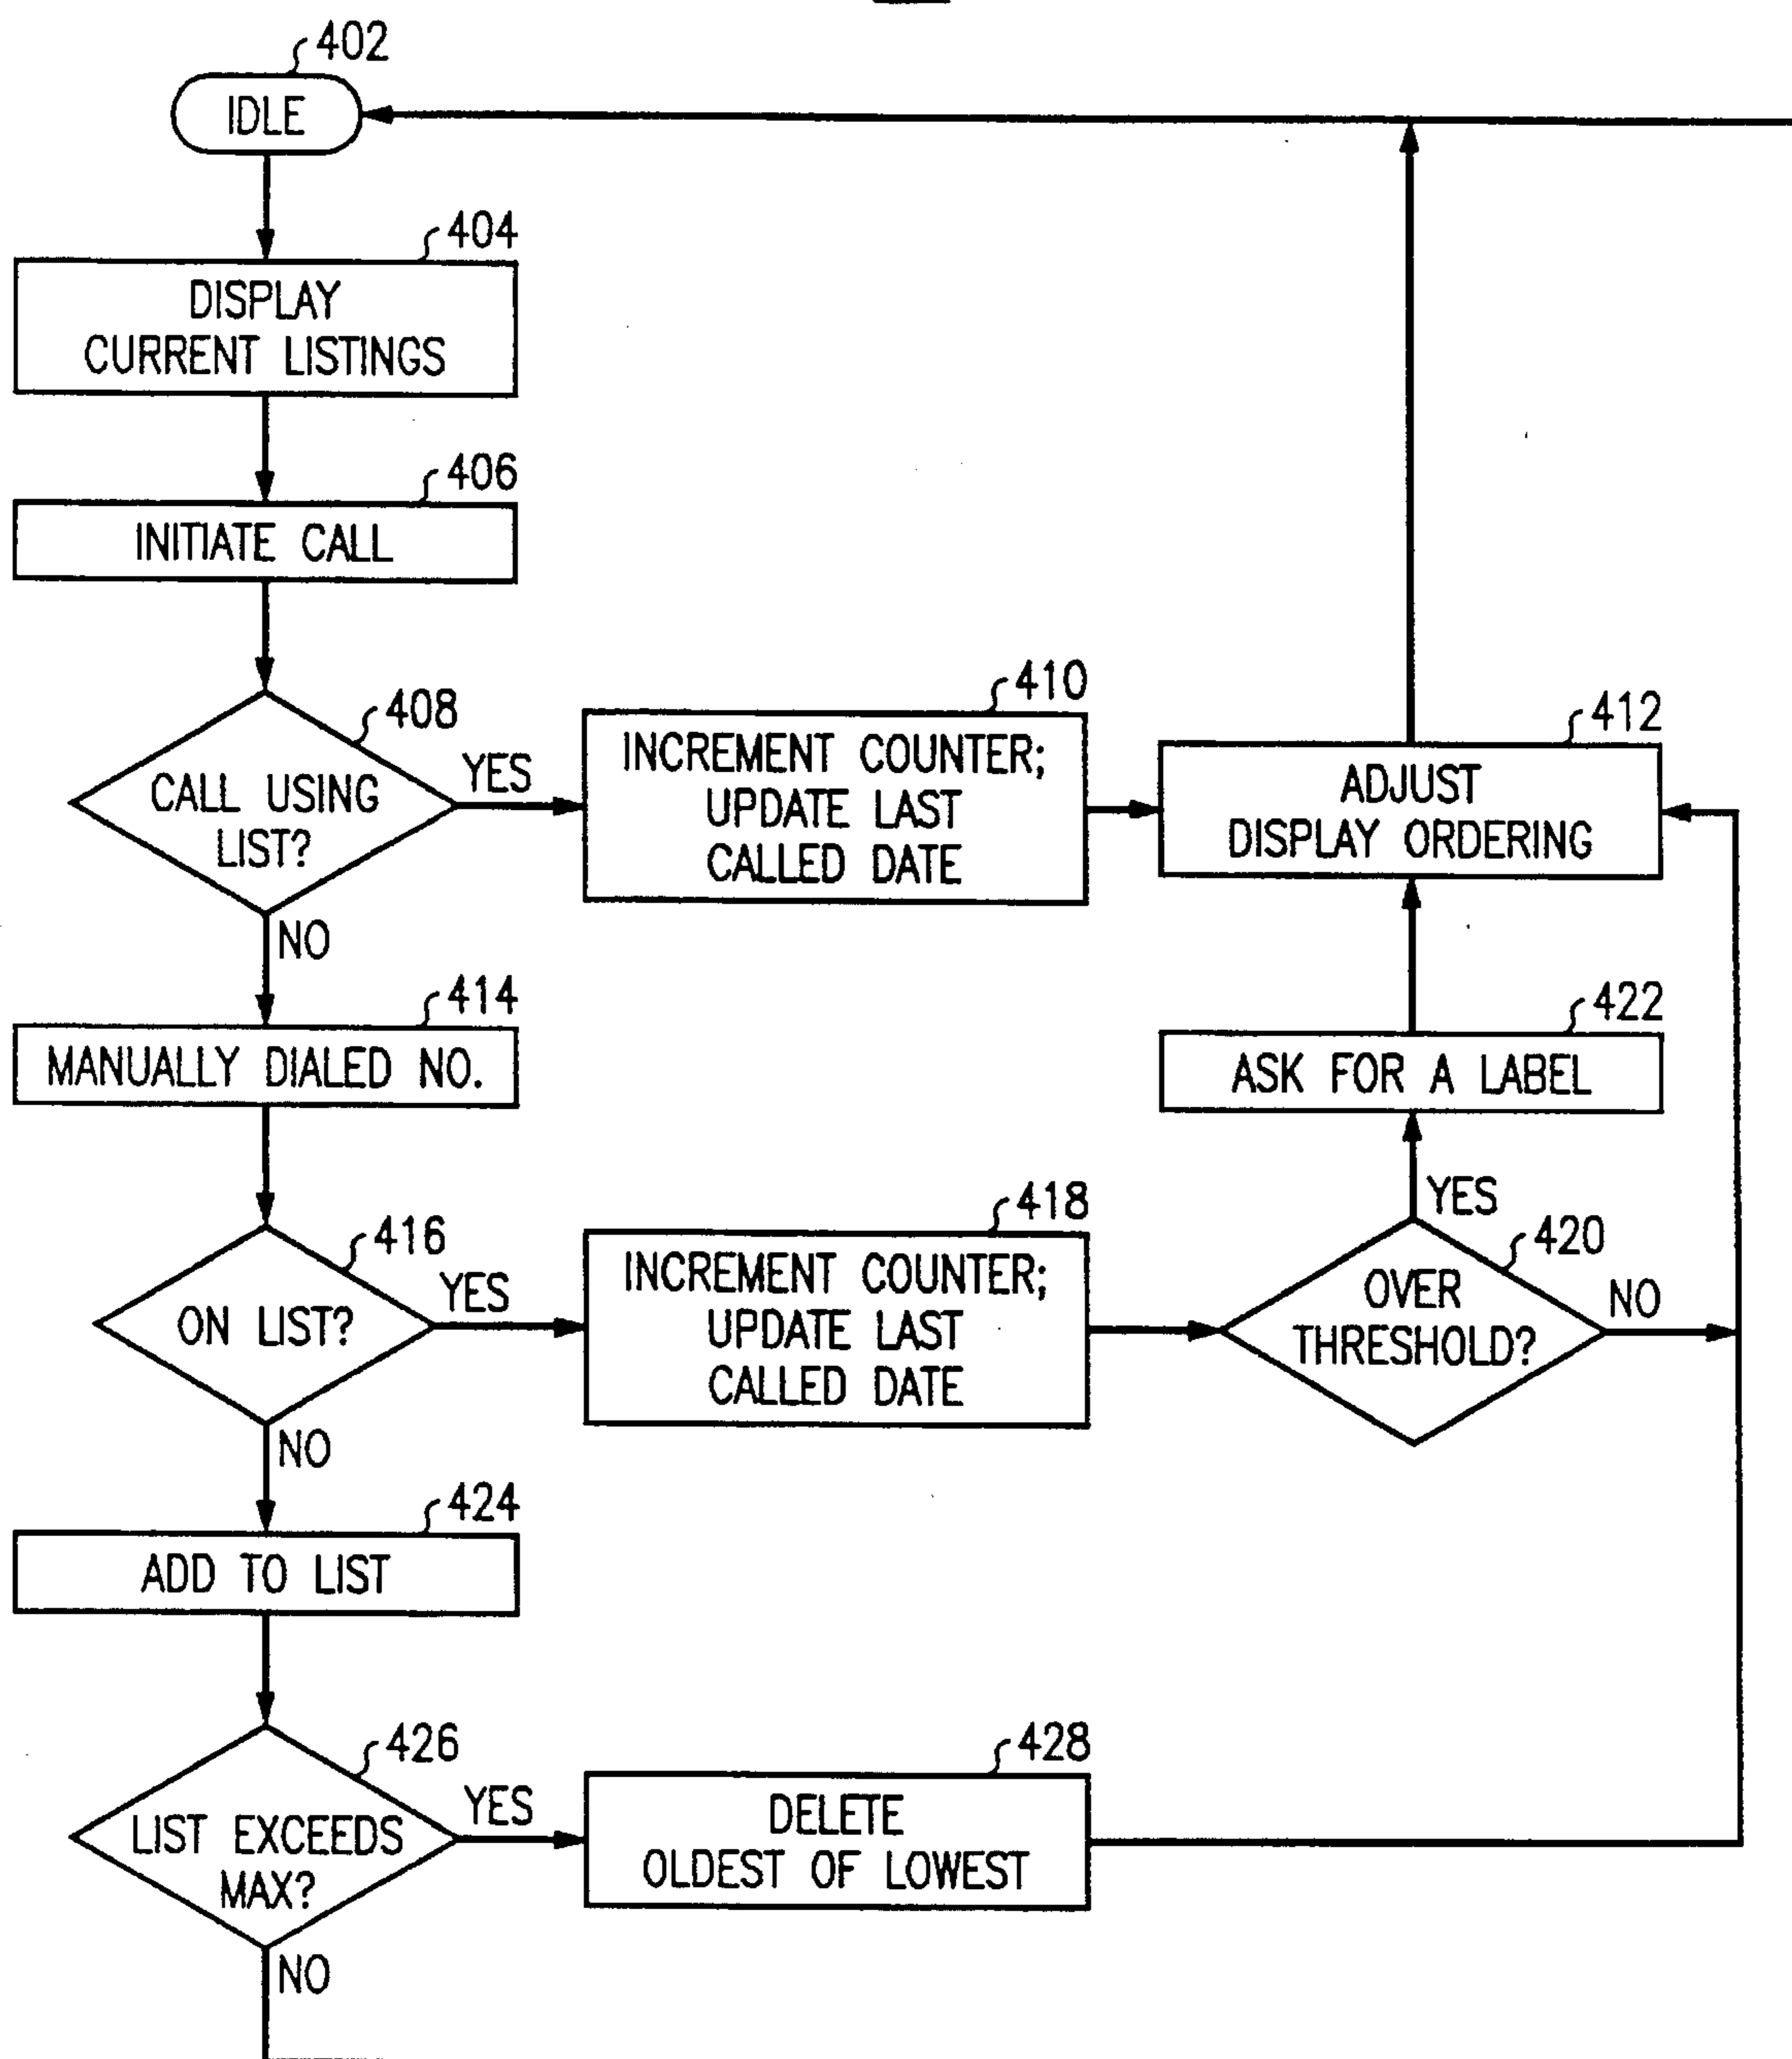 402
IDLE
404
DISPLAY
CURRENT LISTINGS
406
INITIATE CALL
408
CALL USING
LIST?
YES
NO
410
INCREMENT COUNTER;
UPDATE LAST
CALLED DATE
412
ADJUST
DISPLAY ORDERING
414
MANUALLY DIALED NO.
422
ASK FOR A LABEL
416
ON LIST?
YES
NO
418
INCREMENT COUNTER;
UPDATE LAST
CALLED DATE
YES
420
OVER
THRESHOLD?
NO
424
ADD TO LIST
426
LIST EXCEEDS
MAX?
YES
NO
428
DELETE
OLDEST OF LOWEST